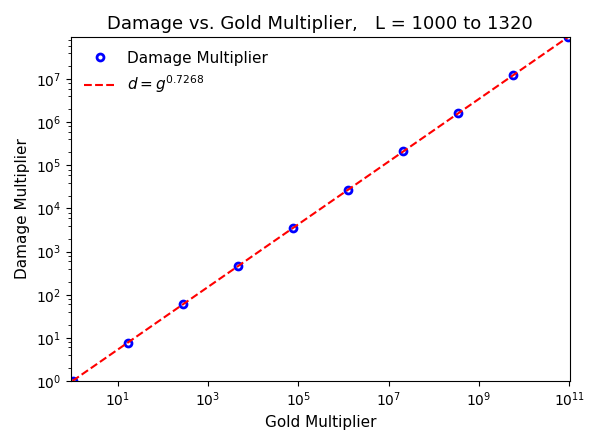 Damage vs. Gold Multiplier,   L = 1000 to 1320
Damage Multiplier
d = g^0.7268
Damage Multiplier
10^7
10^6
10^5
10^4
10^3
10^2
10^1
10^0
10^1 10^3 10^5 10^7 10^9 10^11
Gold Multiplier